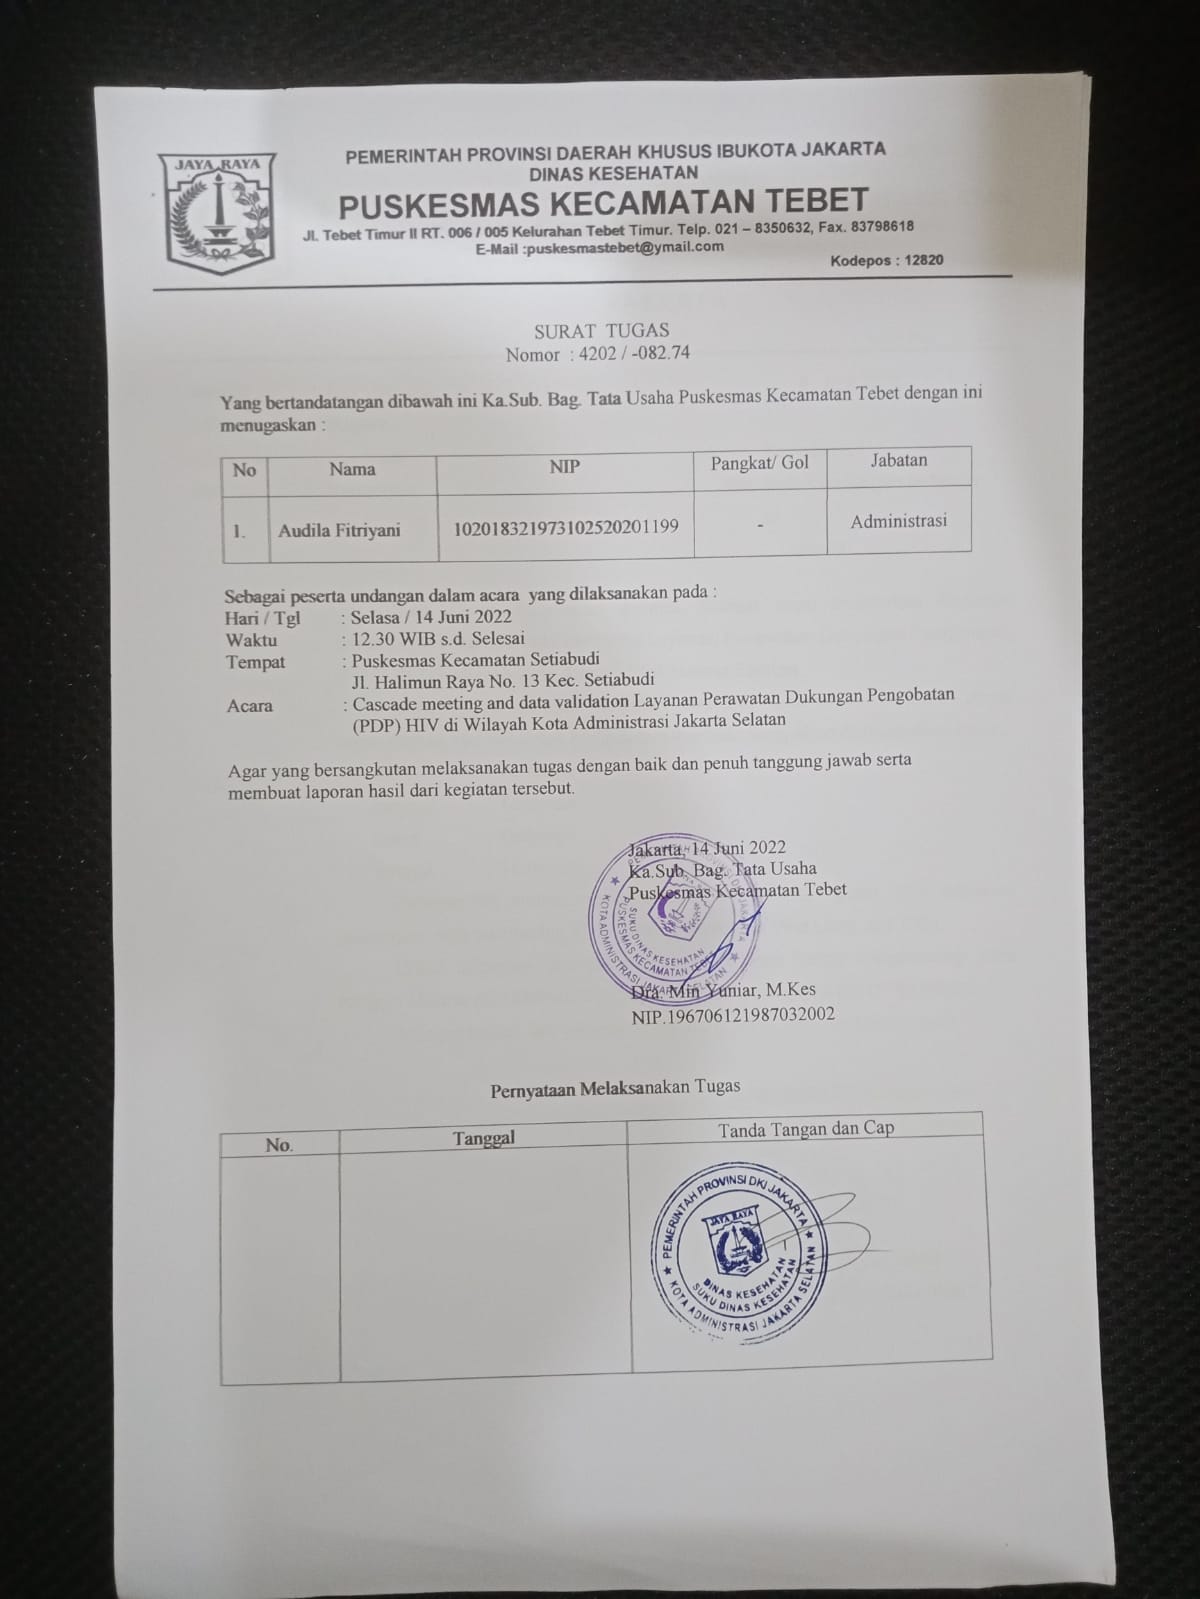 JAYA RAYA
PEMERINTAH PROVINSI DAERAH KHUSUS IBUKOTA JAKARTA
DINAS KESEHATAN
PUSKESMAS KECAMATAN TEBET
Jl. Tebet Timur II RT. 006 / 005 Kelurahan Tebet Timur. Telp. 021 – 8350632, Fax. 83798618
E-Mail :puskesmastebet@ymail.com
Kodepos : 12820
SURAT TUGAS
Nomor : 4202 / -082.74
Yang bertandatangan dibawah ini Ka.Sub. Bag. Tata Usaha Puskesmas Kecamatan Tebet dengan ini
menugaskan :
No Nama NIP Pangkat/ Gol Jabatan
1. Audila Fitriyani 102018321973102520201199 - Administrasi
Sebagai peserta undangan dalam acara yang dilaksanakan pada :
Hari / Tgl : Selasa / 14 Juni 2022
Waktu : 12.30 WIB s.d. Selesai
Tempat : Puskesmas Kecamatan Setiabudi
Jl. Halimun Raya No. 13 Kec. Setiabudi
Acara : Cascade meeting and data validation Layanan Perawatan Dukungan Pengobatan
(PDP) HIV di Wilayah Kota Administrasi Jakarta Selatan
Agar yang bersangkutan melaksanakan tugas dengan baik dan penuh tanggung jawab serta
membuat laporan hasil dari kegiatan tersebut.
Jakarta, 14 Juni 2022
Ka.Sub. Bag. Tata Usaha
Puskesmas Kecamatan Tebet
PEMERINTAH PROVINSI DKI JAKARTA
SUKU DINAS KESEHATAN
PUSKESMAS KECAMATAN TEBET
KOTA ADMINISTRASI JAKARTA SELATAN
Dra. Min Yuniar, M.Kes
NIP.196706121987032002
Pernyataan Melaksanakan Tugas
No. Tanggal Tanda Tangan dan Cap
PEMERINTAH PROVINSI DKI JAKARTA
JAYA RAYA
DINAS KESEHATAN
SUKU DINAS KESEHATAN
KOTA ADMINISTRASI JAKARTA SELATAN